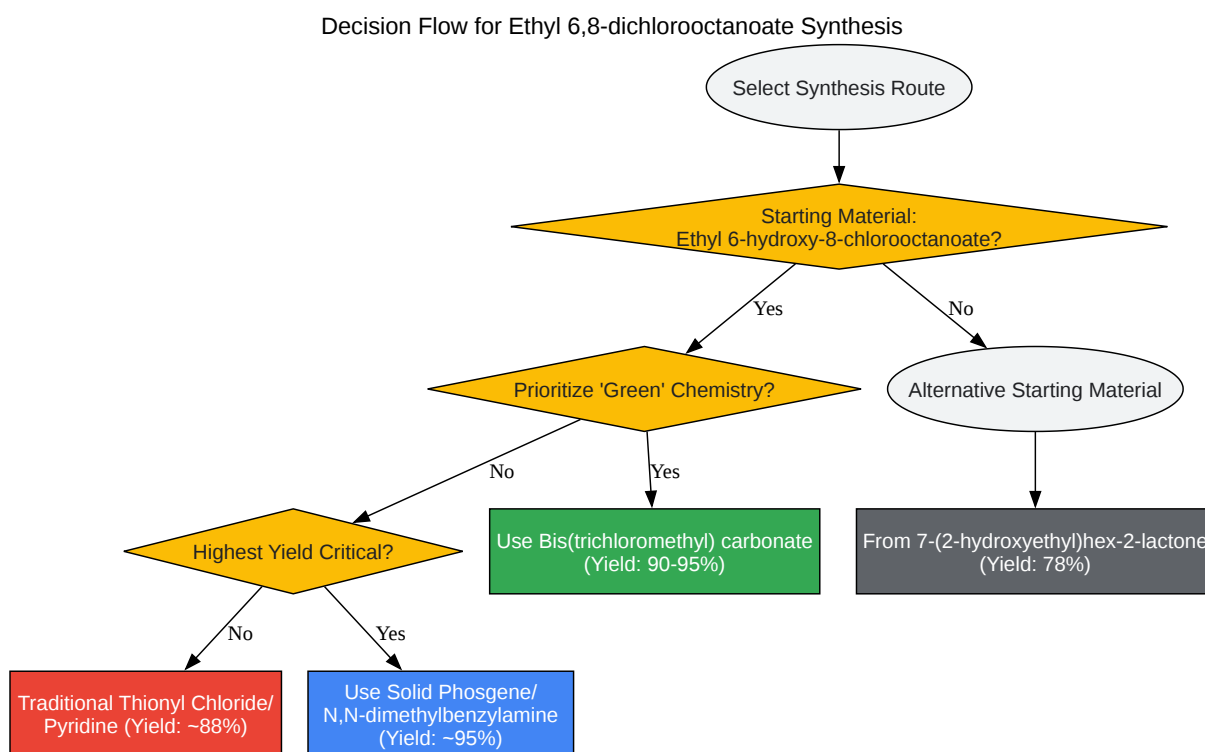 Decision Flow for Ethyl 6,8-dichlorooctanoate Synthesis
Select Synthesis Route
Starting Material:
Ethyl 6-hydroxy-8-chlorooctanoate?
Yes
No
Prioritize 'Green' Chemistry?
Alternative Starting Material
No
Yes
Highest Yield Critical?
Use Bis(trichloromethyl) carbonate
(Yield: 90-95%)
From 7-(2-hydroxyethyl)hex-2-lactone
(Yield: 78%)
No
Yes
Traditional Thionyl Chloride/
Pyridine (Yield: ~88%)
Use Solid Phosgene/
N,N-dimethylbenzylamine
(Yield: ~95%)